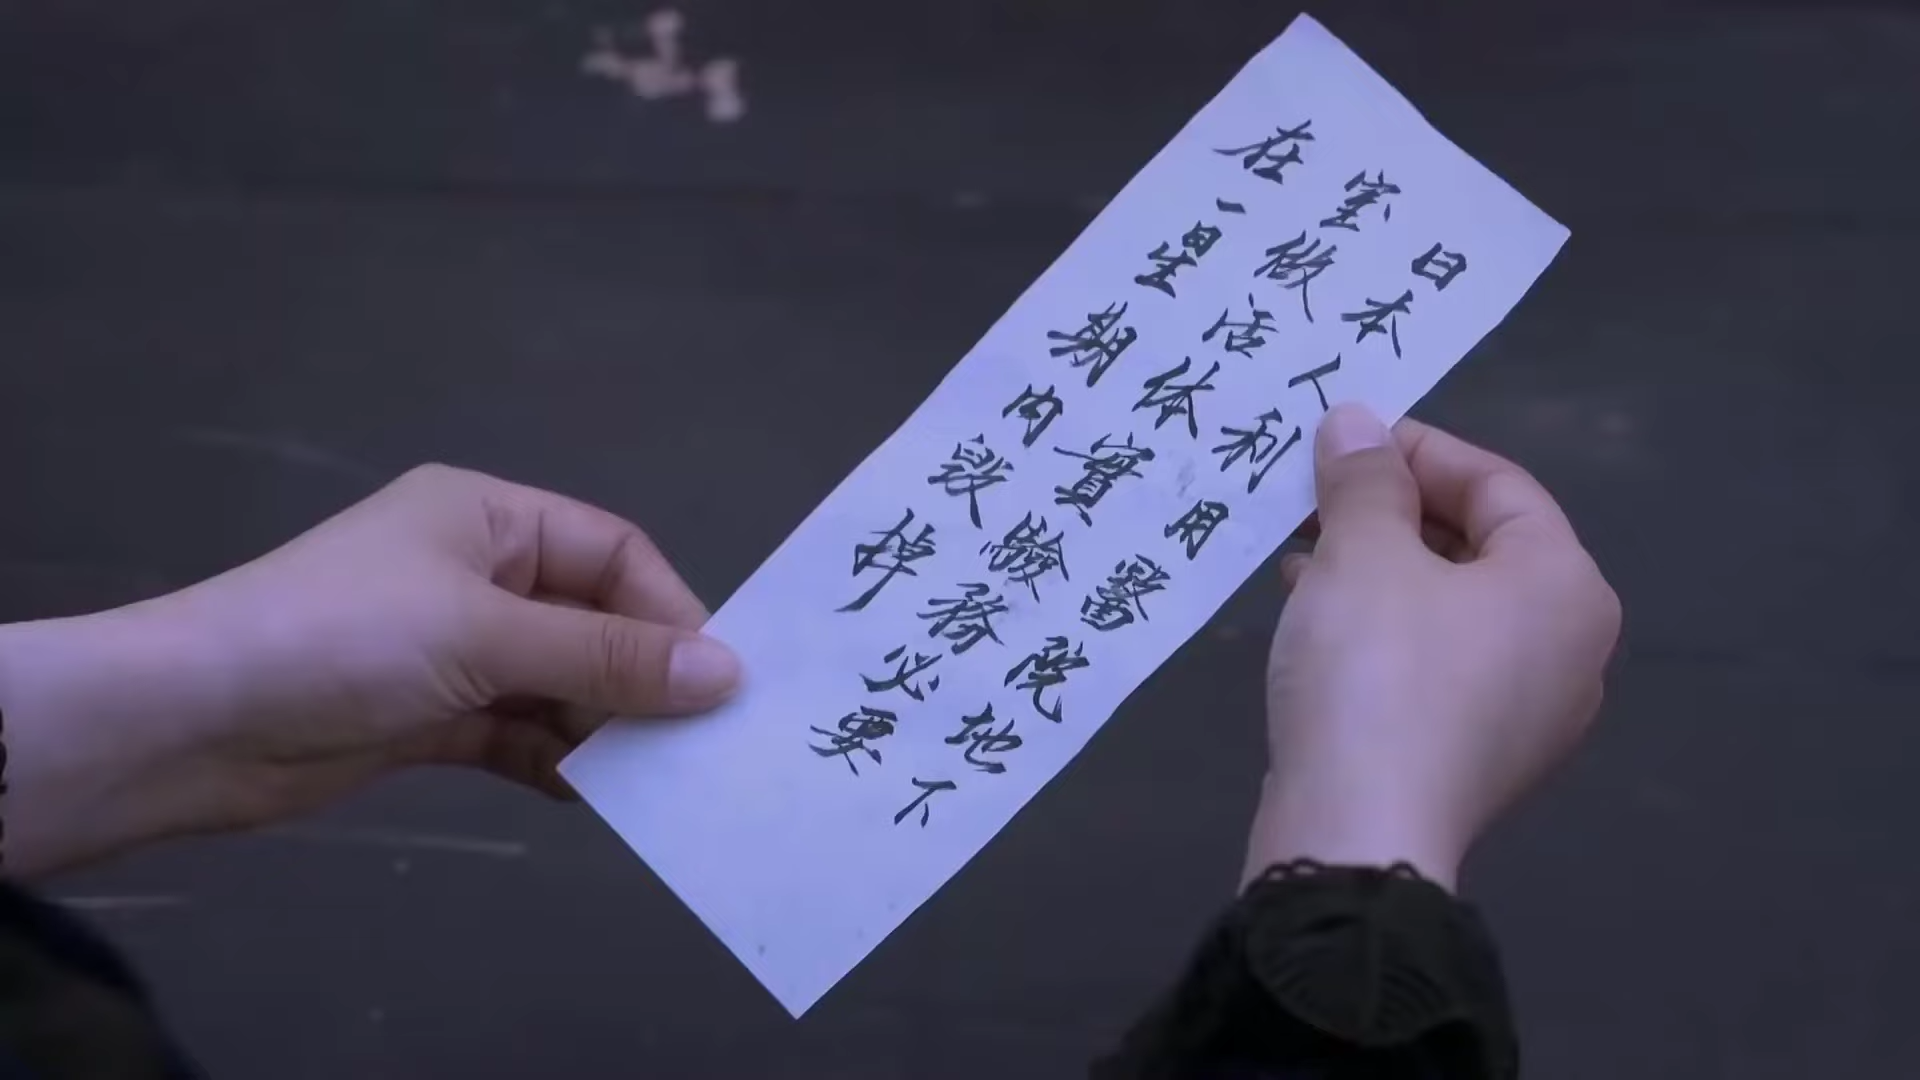 日本人利用醫院地下
室做活体實驗務必要
在一星期内毀掉